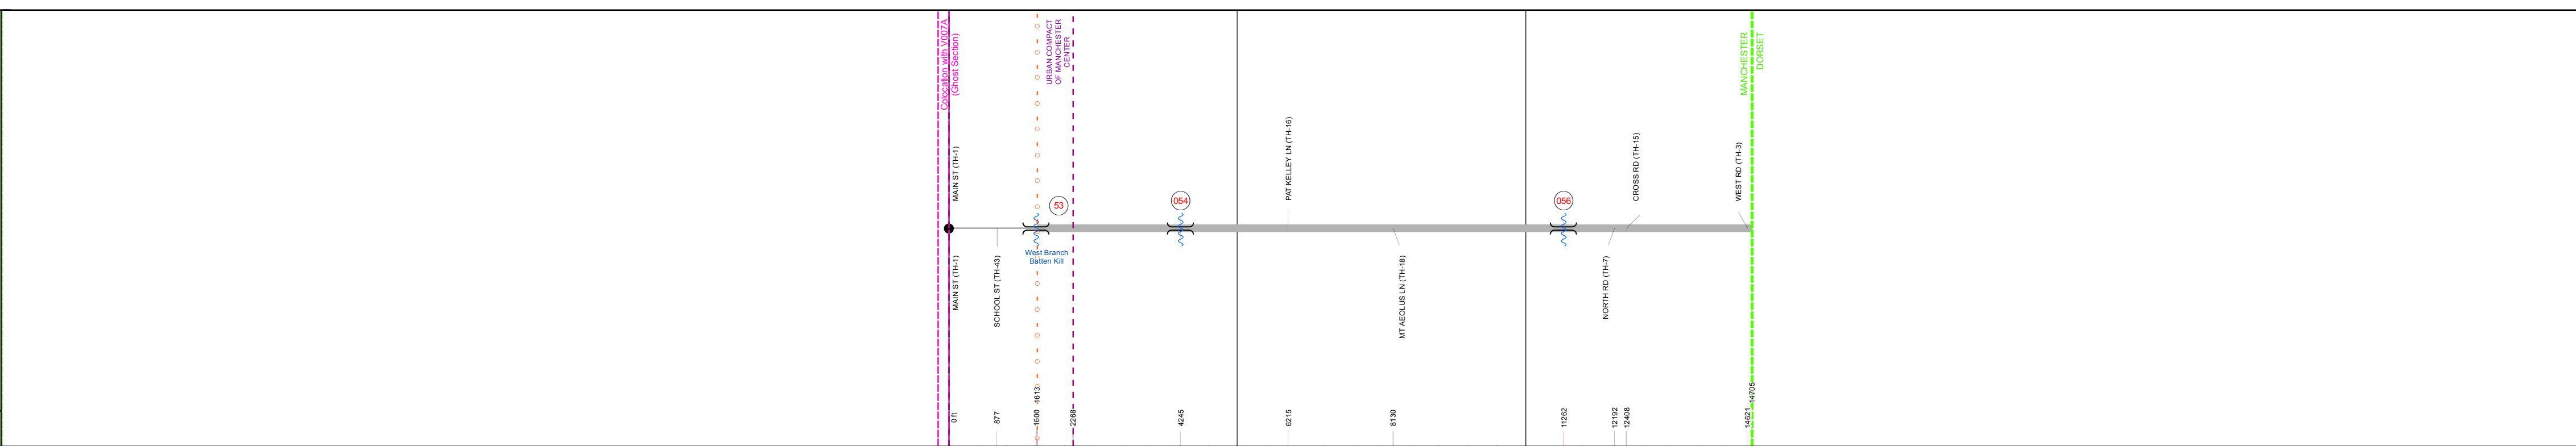 Colocation with V007A
(Ghost Section)
URBAN COMPACT
OF MANCHESTER
CENTER
MANCHESTER
DORSET
MAIN ST (TH-1)
PAT KELLEY LN (TH-16)
CROSS RD (TH-15)
WEST RD (TH-3)
53
054
056
West Branch
Batten Kill
MAIN ST (TH-1)
SCHOOL ST (TH-43)
MT AEOLUS LN (TH-18)
NORTH RD (TH-7)
0 ft
877
1600
1613
2268
4245
6215
8130
11262
12192
12408
14621
14705